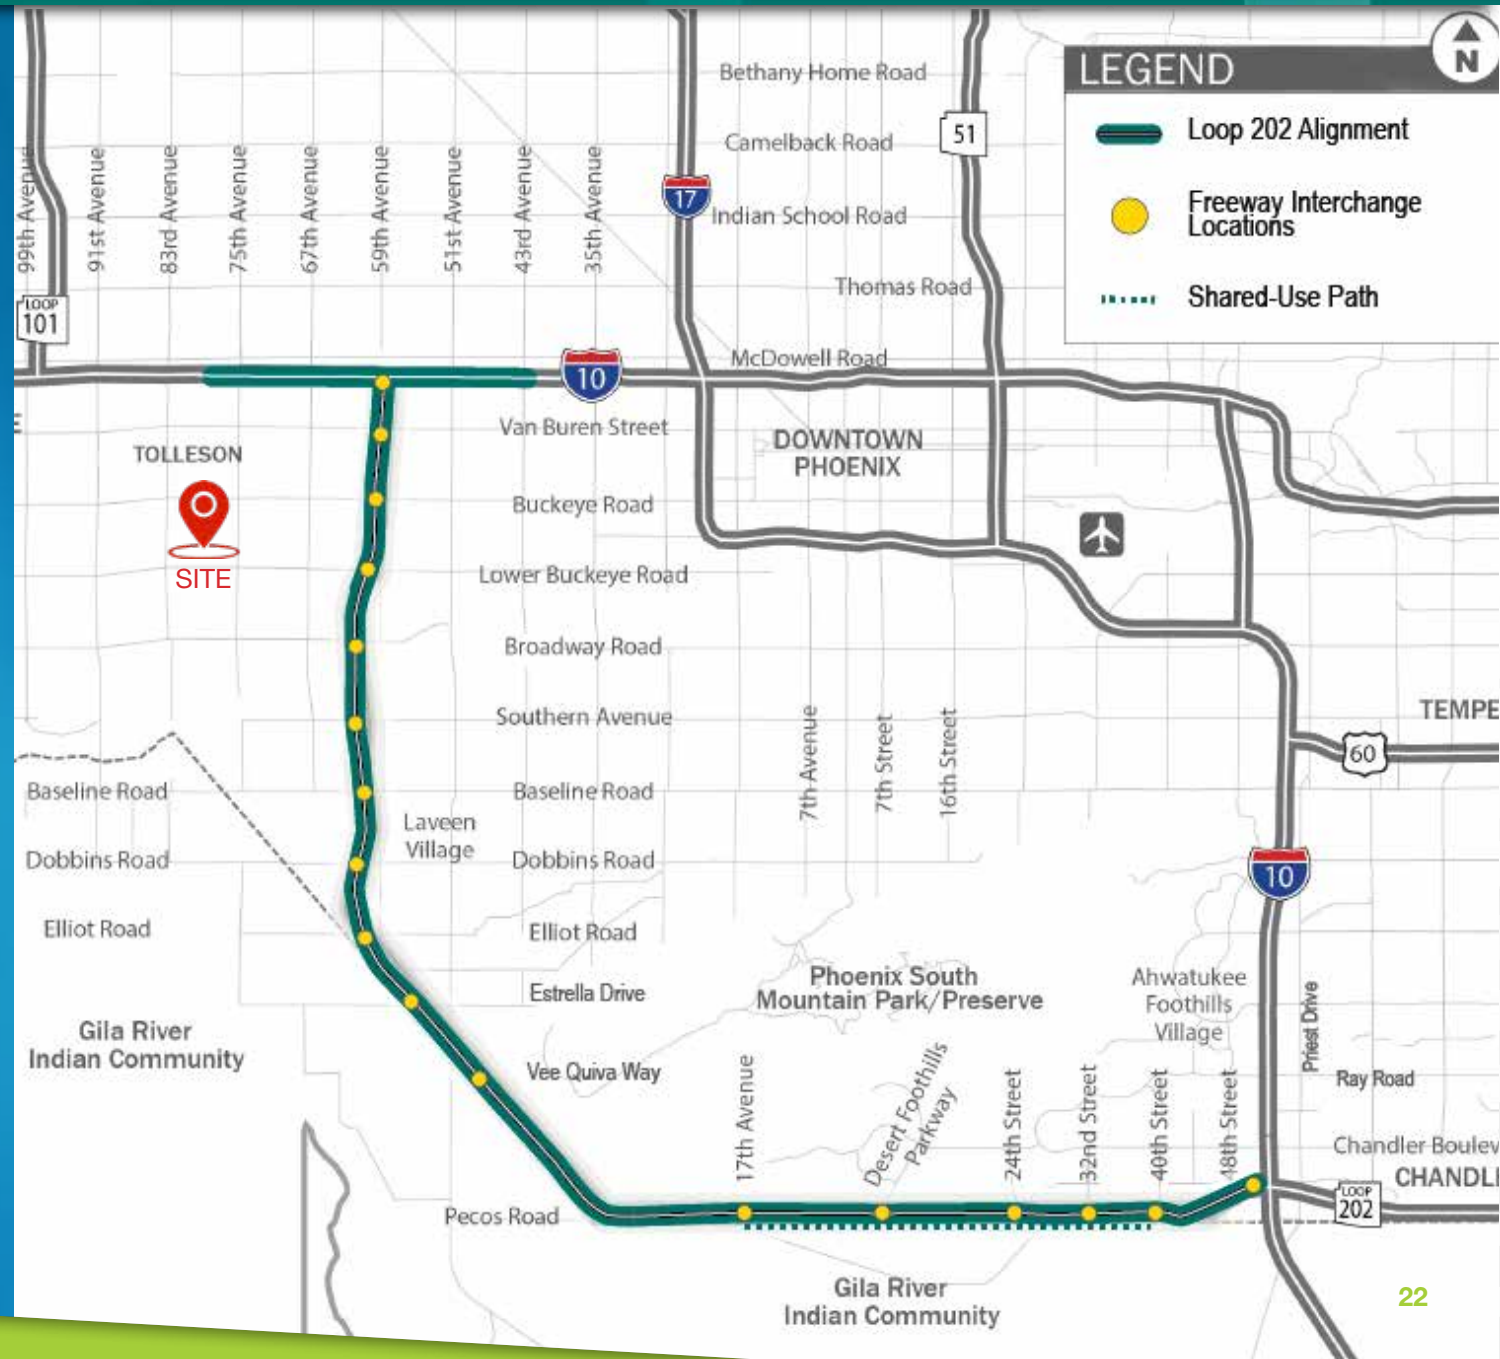 Bethany Home Road
Camelback Road
Indian School Road
Thomas Road
McDowell Road
51
17
LEGEND
N
Loop 202 Alignment
Freeway Interchange
Locations
Shared-Use Path
99th Avenue
91st Avenue
83rd Avenue
75th Avenue
67th Avenue
59th Avenue
51st Avenue
43rd Avenue
35th Avenue
LOOP
101
10
Van Buren Street
DOWNTOWN
PHOENIX
TOLLESON
SITE
Buckeye Road
Lower Buckeye Road
Broadway Road
Southern Avenue
7th Avenue
7th Street
16th Street
TEMPE
60
Baseline Road
Baseline Road
Laveen
Village
Dobbins Road
Dobbins Road
10
Elliot Road
Elliot Road
Estrella Drive
Phoenix South
Mountain Park/Preserve
Ahwatukee
Foothills
Village
Priest Drive
Gila River
Indian Community
Vee Quiva Way
Ray Road
17th Avenue
Desert Foothills
Parkway
24th Street
32nd Street
40th Street
48th Street
Chandler Boulev
CHANDL
LOOP
202
Pecos Road
Gila River
Indian Community
22